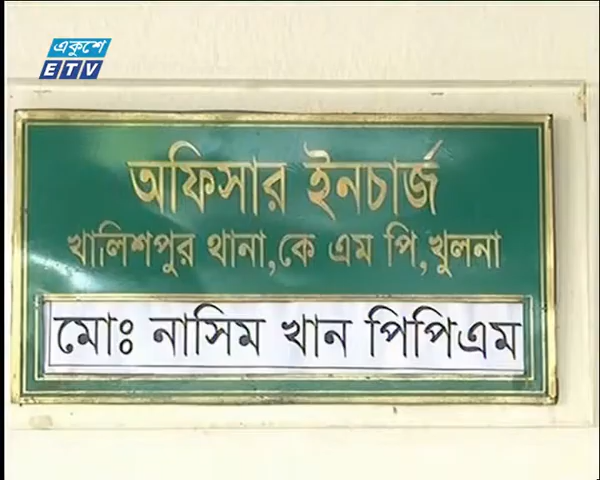 একুশে
ETV
অফিসার ইনচার্জ
খালিশপুর থানা,কে এম পি,খুলনা
মোঃ নাসিম খান পিপিএম